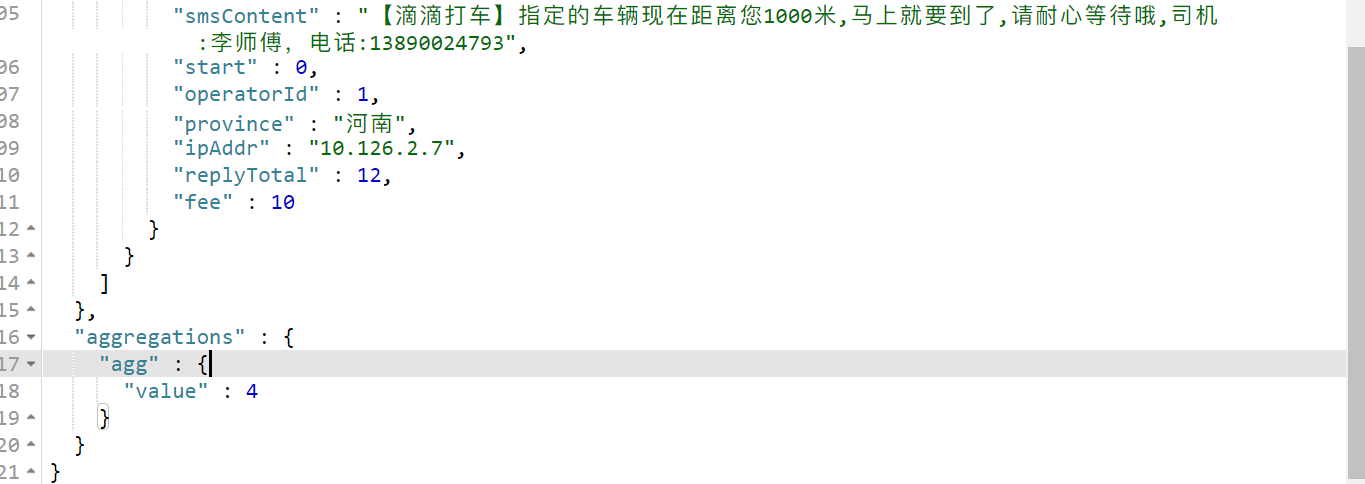 05 "smsContent" : "【滴滴打车】指定的车辆现在距离您1000米,马上就要到了,请耐心等待哦,司机
:李师傅，电话:13890024793",
06 "start" : 0,
07 "operatorId" : 1,
08 "province" : "河南",
09 "ipAddr" : "10.126.2.7",
10 "replyTotal" : 12,
11 "fee" : 10
12 }
13 }
14 ]
15 },
16 "aggregations" : {
17 "agg" : {
18 "value" : 4
19 }
20 }
21 }